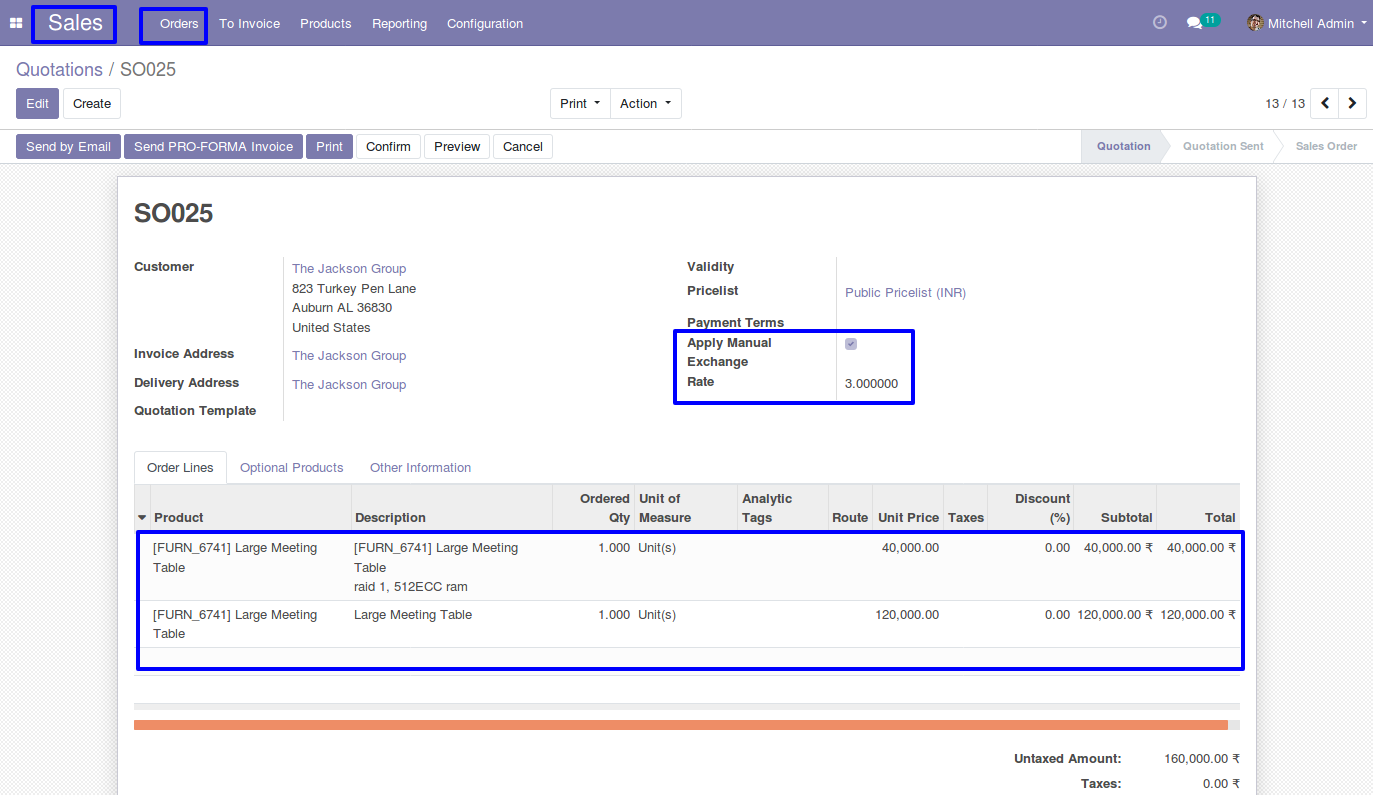 Sales Orders To Invoice Products Reporting Configuration 11 Mitchell Admin
Quotations / SO025
Edit Create Print Action 13 / 13
Send by Email Send PRO-FORMA Invoice Print Confirm Preview Cancel Quotation Quotation Sent Sales Order
SO025
Customer
The Jackson Group
823 Turkey Pen Lane
Auburn AL 36830
United States
Invoice Address The Jackson Group
Delivery Address The Jackson Group
Quotation Template
Validity
Pricelist Public Pricelist (INR)
Payment Terms
Apply Manual
Exchange
Rate 3.000000
Order Lines Optional Products Other Information
Product Description Ordered Qty Unit of Measure Analytic Tags Route Unit Price Taxes Discount (%) Subtotal Total
[FURN_6741] Large Meeting [FURN_6741] Large Meeting 1.000 Unit(s) 40,000.00 0.00 40,000.00 ₹ 40,000.00 ₹
Table Table
raid 1, 512ECC ram
[FURN_6741] Large Meeting Large Meeting Table 1.000 Unit(s) 120,000.00 0.00 120,000.00 ₹ 120,000.00 ₹
Table
Untaxed Amount: 160,000.00 ₹
Taxes: 0.00 ₹